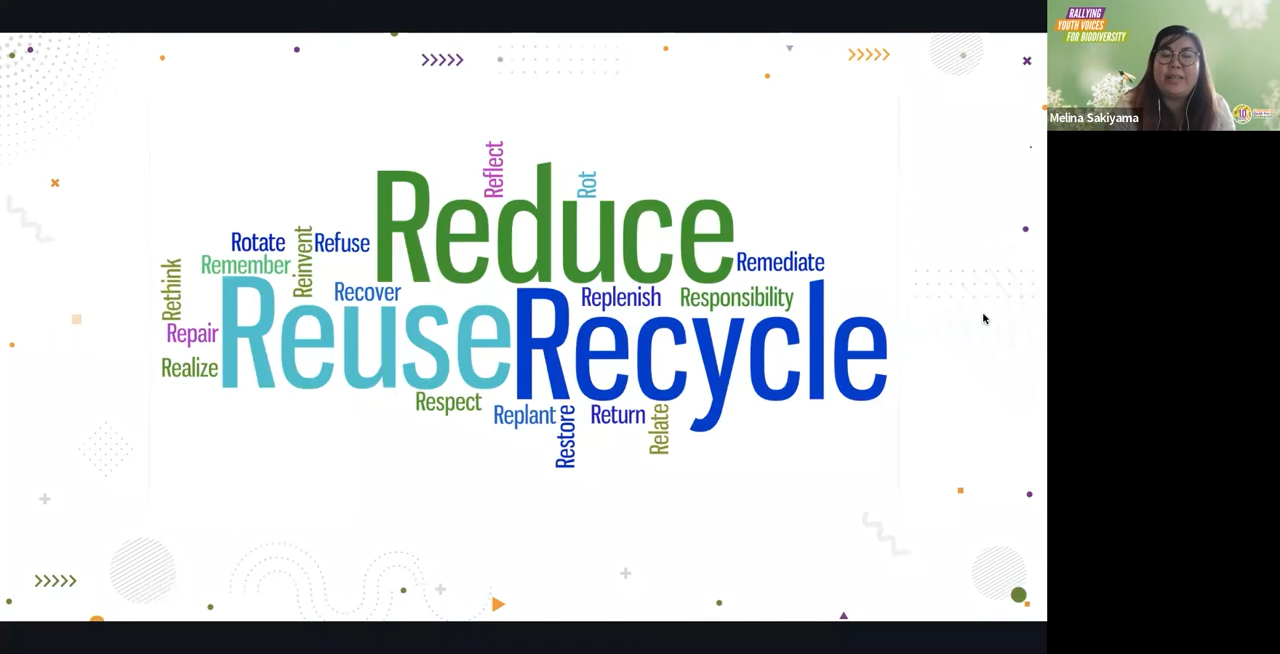 Reflect
Rot
Reduce
Rotate
Reinvent
Refuse
Remember
Remediate
Rethink
Recover
Replenish
Responsibility
Repair
Reuse
Recycle
Realize
Respect
Replant
Restore
Return
Relate
RALLYING
YOUTH VOICES
FOR BIODIVERSITY
10
Melina Sakiyama